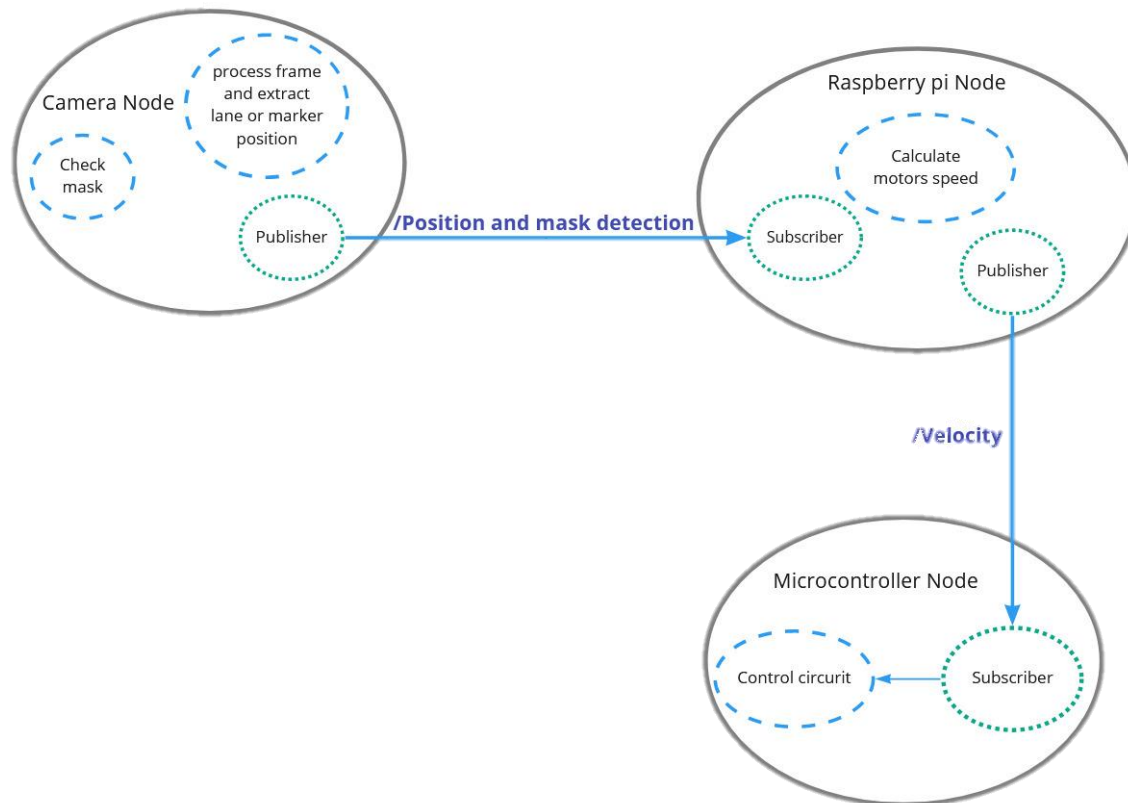 Camera Node
process frame
and extract
lane or marker
position
Check
mask
Publisher
/Position and mask detection
Raspberry pi Node
Calculate
motors speed
Subscriber
Publisher
/Velocity
Microcontroller Node
Control circurit
Subscriber